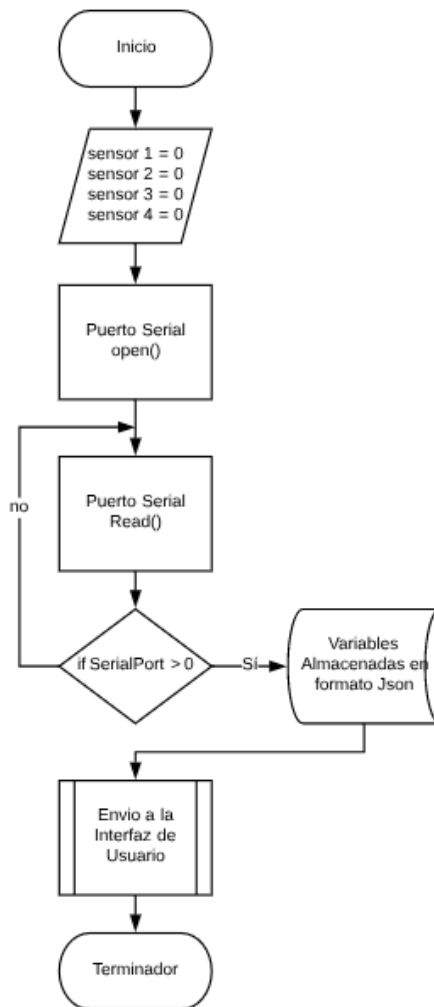 Inicio
sensor 1 = 0
sensor 2 = 0
sensor 3 = 0
sensor 4 = 0
Puerto Serial
open()
no
Puerto Serial
Read()
if SerialPort > 0
Sí
Variables
Almacenadas en
formato Json
Envio a la
Interfaz de
Usuario
Terminador